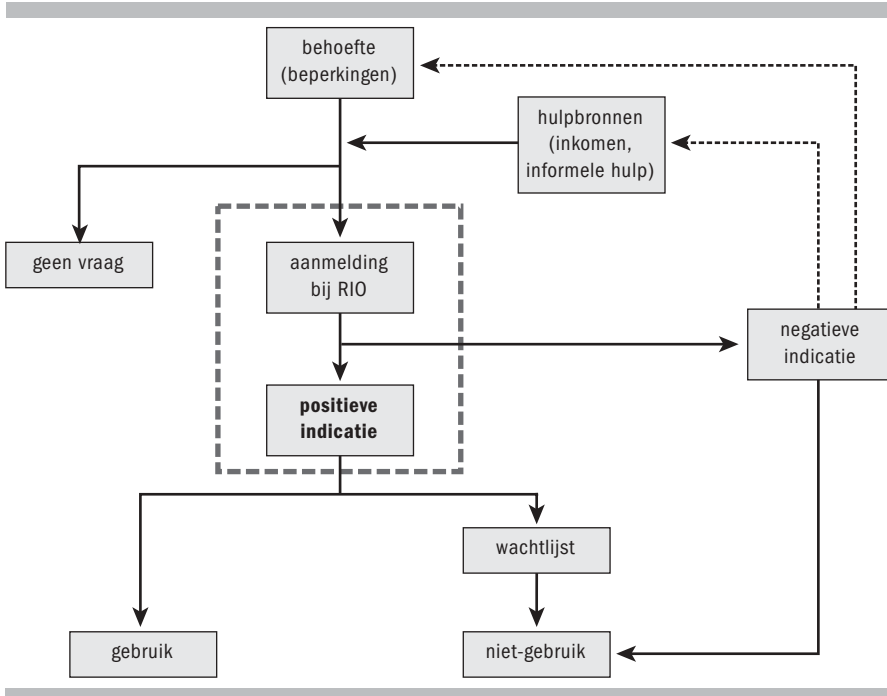 behoefte
(beperkingen)
hulpbronnen
(inkomen,
informele hulp)
geen vraag
aanmelding
bij RIO
negatieve
indicatie
positieve
indicatie
wachtlijst
gebruik
niet-gebruik